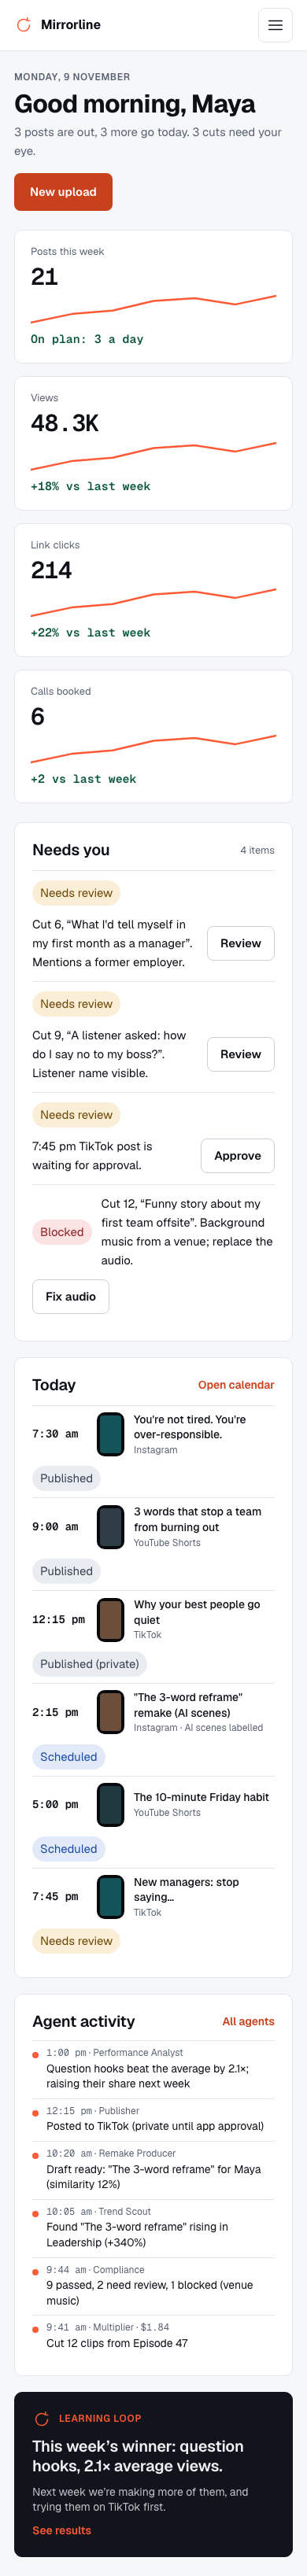 Mirrorline
MONDAY, 9 NOVEMBER
Good morning, Maya
3 posts are out, 3 more go today. 3 cuts need your
eye.
New upload
Posts this week
21
On plan: 3 a day
Views
48.3K
+18% vs last week
Link clicks
214
+22% vs last week
Calls booked
6
+2 vs last week
Needs you
4 items
Needs review
Cut 6, “What I'd tell myself in
my first month as a manager”.
Mentions a former employer.
Review
Needs review
Cut 9, “A listener asked: how
do I say no to my boss?”.
Listener name visible.
Review
Needs review
7:45 pm TikTok post is
waiting for approval.
Approve
Blocked
Cut 12, “Funny story about my
first team offsite”. Background
music from a venue; replace the
audio.
Fix audio
Today
Open calendar
7:30 am
You're not tired. You're
over-responsible.
Instagram
Published
9:00 am
3 words that stop a team
from burning out
YouTube Shorts
Published
12:15 pm
Why your best people go
quiet
TikTok
Published (private)
2:15 pm
"The 3-word reframe"
remake (AI scenes)
Instagram · AI scenes labelled
Scheduled
5:00 pm
The 10-minute Friday habit
YouTube Shorts
Scheduled
7:45 pm
New managers: stop
saying…
TikTok
Needs review
Agent activity
All agents
1:00 pm · Performance Analyst
Question hooks beat the average by 2.1×;
raising their share next week
12:15 pm · Publisher
Posted to TikTok (private until app approval)
10:20 am · Remake Producer
Draft ready: "The 3-word reframe" for Maya
(similarity 12%)
10:05 am · Trend Scout
Found "The 3-word reframe" rising in
Leadership (+340%)
9:44 am · Compliance
9 passed, 2 need review, 1 blocked (venue
music)
9:41 am · Multiplier · $1.84
Cut 12 clips from Episode 47
LEARNING LOOP
This week’s winner: question
hooks, 2.1× average views.
Next week we’re making more of them, and
trying them on TikTok first.
See results